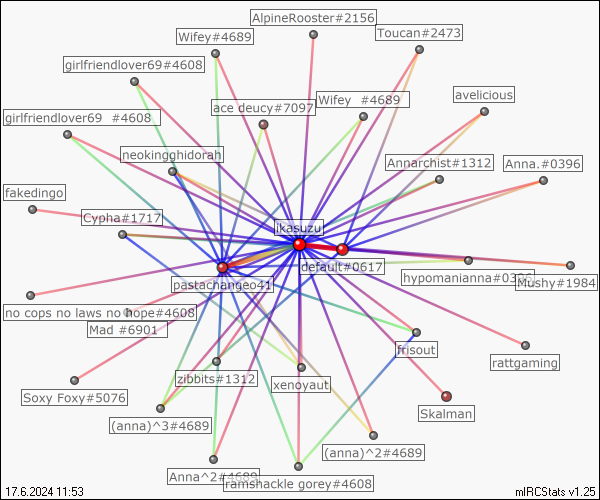 AlpineRooster#2156
Wifey#4689
Toucan#2473
girlfriendlover69#4608
avelicious
ace deucy#7097
Wifey #4689
girlfriendlover69 #4608
neokingghidorah
Annarchist#1312
Anna.#0396
fakedingo
Cypha#1717
ikasuzu
default#0617
pastachangeo41
hypomanianna#0396
Mushy#1984
no cops no laws no hope#4608
Mad #6901
frisout
rattgaming
zibbits#1312
xenoyaut
Soxy Foxy#5076
Skalman
(anna)^3#4689
(anna)^2#4689
Anna^2#4689
ramshackle gorey#4608
17.6.2024 11:53
mIRCStats v1.25